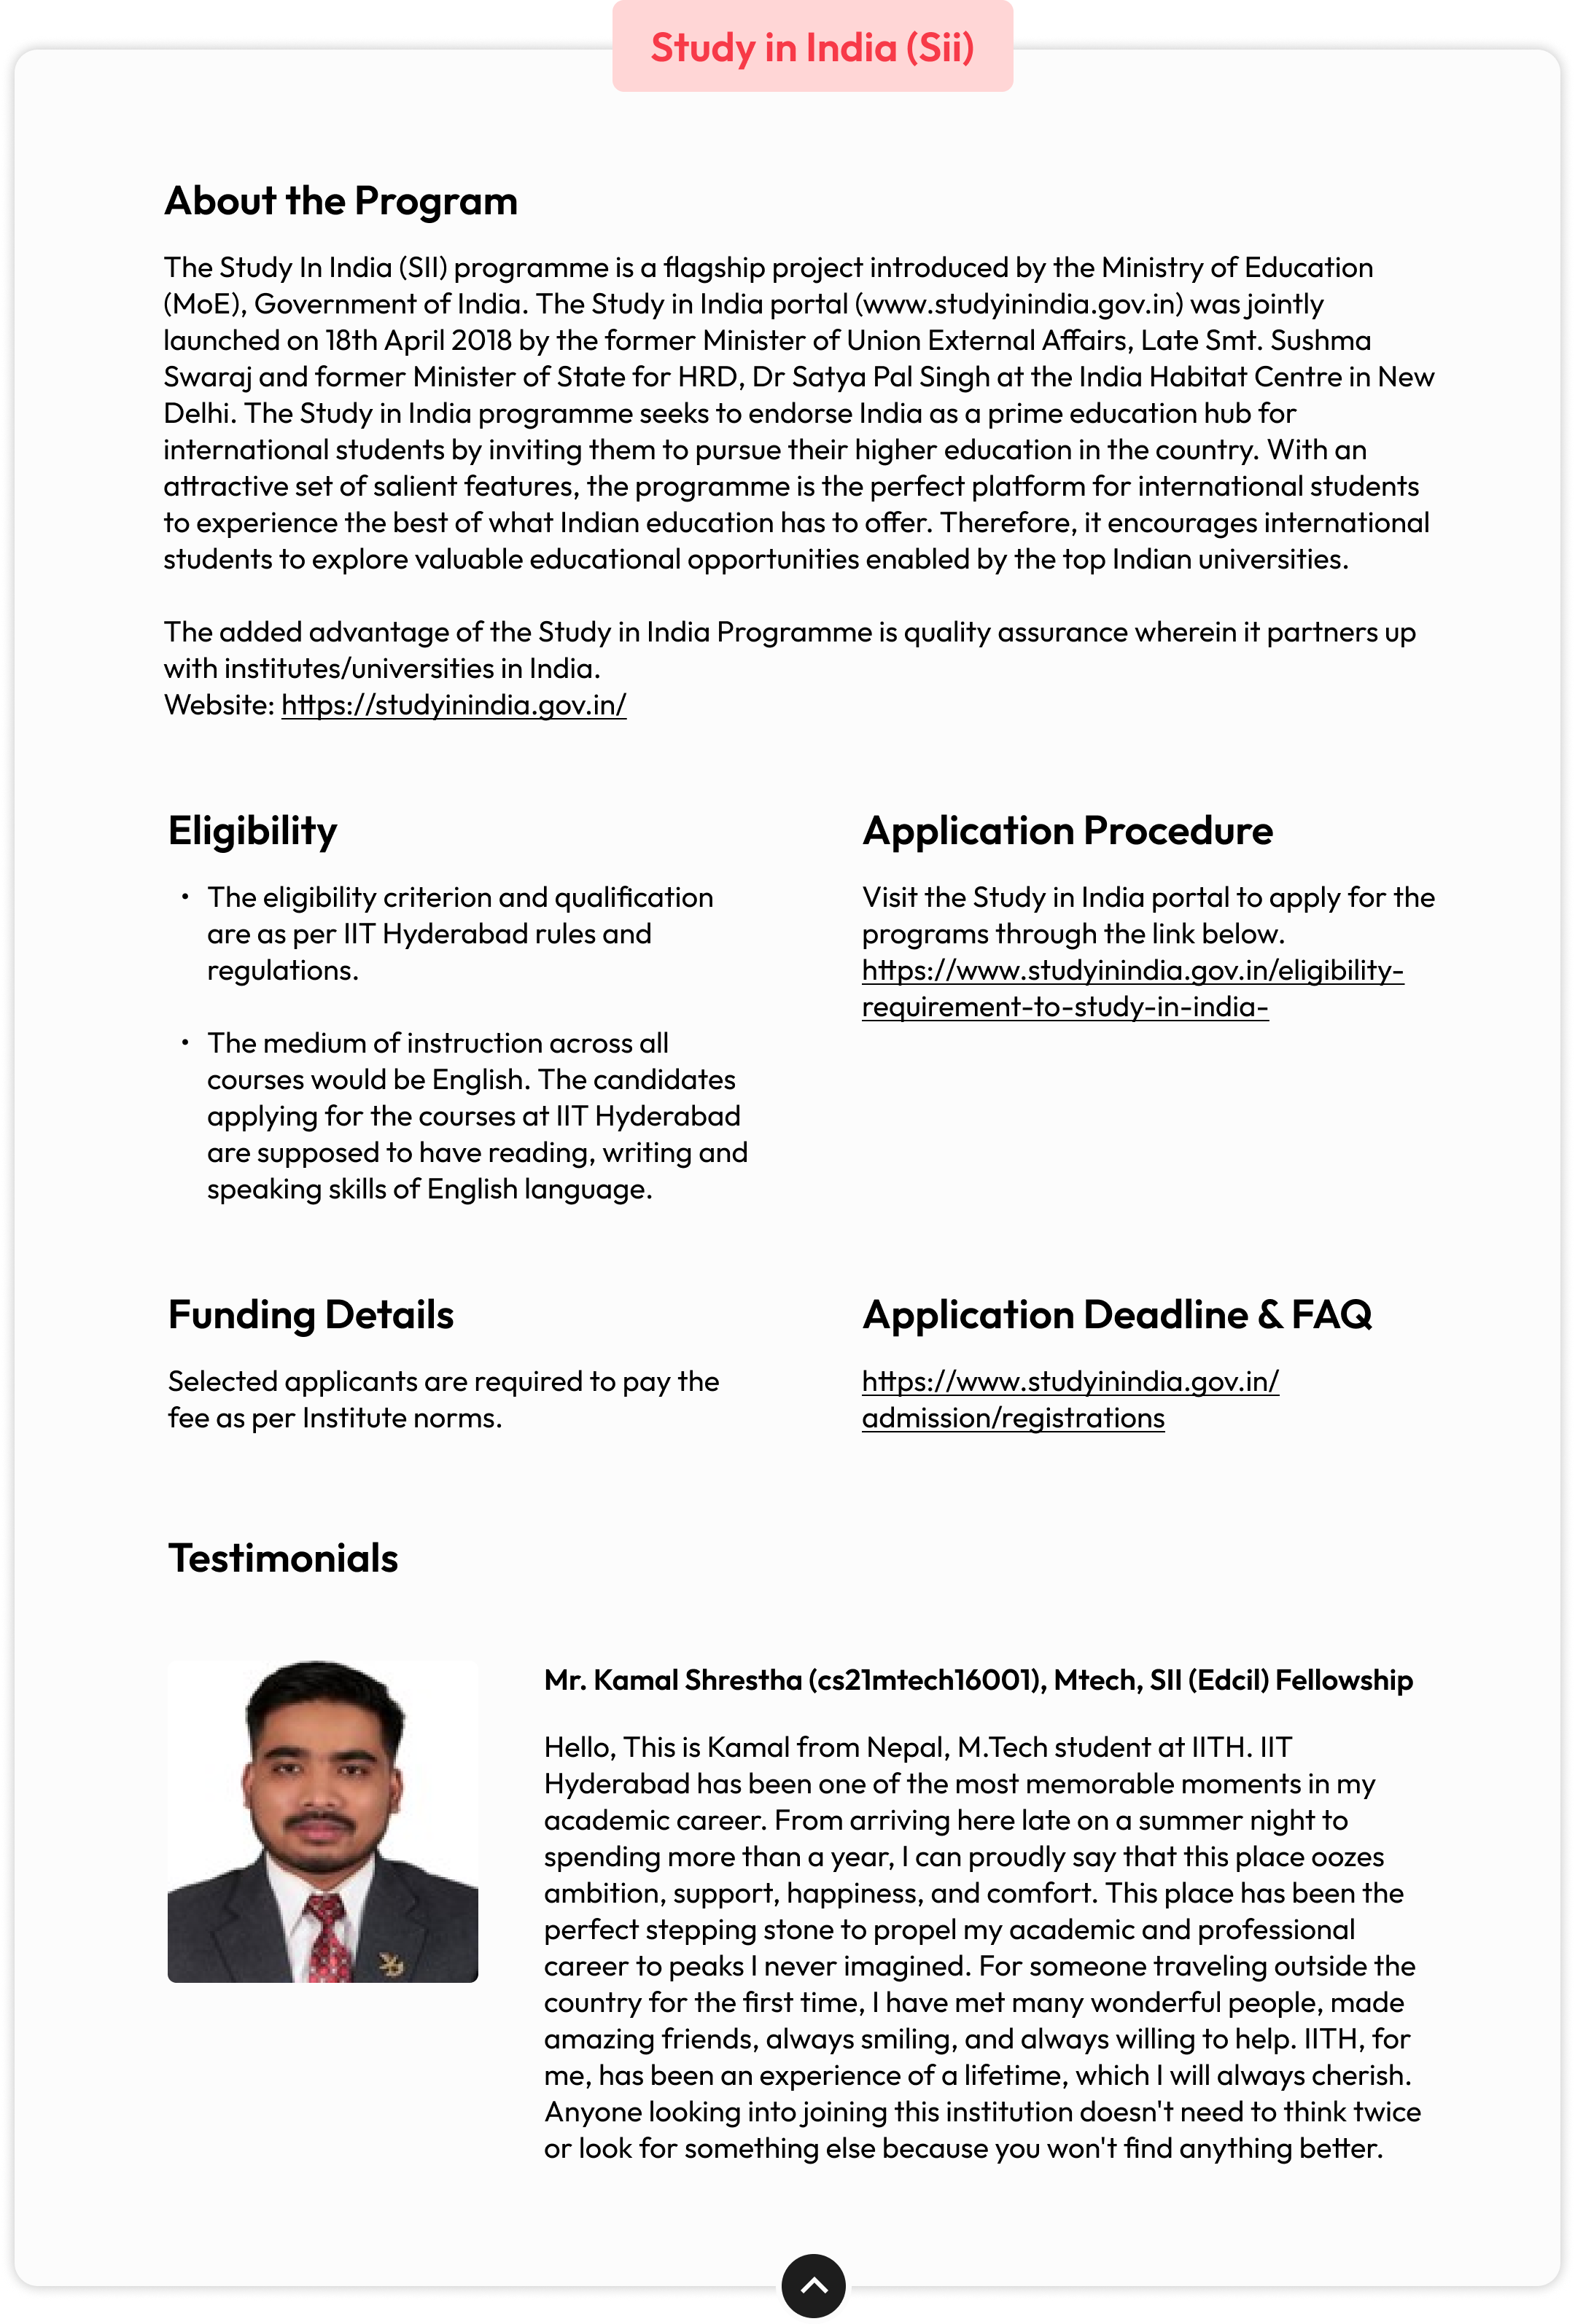 Study in India (Sii)
About the Program
The Study In India (SII) programme is a flagship project introduced by the Ministry of Education
(MoE), Government of India. The Study in India portal (www.studyinindia.gov.in) was jointly
launched on 18th April 2018 by the former Minister of Union External Affairs, Late Smt. Sushma
Swaraj and former Minister of State for HRD, Dr Satya Pal Singh at the India Habitat Centre in New
Delhi. The Study in India programme seeks to endorse India as a prime education hub for
international students by inviting them to pursue their higher education in the country. With an
attractive set of salient features, the programme is the perfect platform for international students
to experience the best of what Indian education has to offer. Therefore, it encourages international
students to explore valuable educational opportunities enabled by the top Indian universities.
The added advantage of the Study in India Programme is quality assurance wherein it partners up
with institutes/universities in India.
Website: https://studyinindia.gov.in/
Eligibility
• The eligibility criterion and qualification
are as per IIT Hyderabad rules and
regulations.
• The medium of instruction across all
courses would be English. The candidates
applying for the courses at IIT Hyderabad
are supposed to have reading, writing and
speaking skills of English language.
Application Procedure
Visit the Study in India portal to apply for the
programs through the link below.
https://www.studyinindia.gov.in/eligibility-
requirement-to-study-in-india-
Funding Details
Selected applicants are required to pay the
fee as per Institute norms.
Application Deadline & FAQ
https://www.studyinindia.gov.in/
admission/registrations
Testimonials
Mr. Kamal Shrestha (cs21mtech16001), Mtech, SII (Edcil) Fellowship
Hello, This is Kamal from Nepal, M.Tech student at IITH. IIT
Hyderabad has been one of the most memorable moments in my
academic career. From arriving here late on a summer night to
spending more than a year, I can proudly say that this place oozes
ambition, support, happiness, and comfort. This place has been the
perfect stepping stone to propel my academic and professional
career to peaks I never imagined. For someone traveling outside the
country for the first time, I have met many wonderful people, made
amazing friends, always smiling, and always willing to help. IITH, for
me, has been an experience of a lifetime, which I will always cherish.
Anyone looking into joining this institution doesn't need to think twice
or look for something else because you won't find anything better.